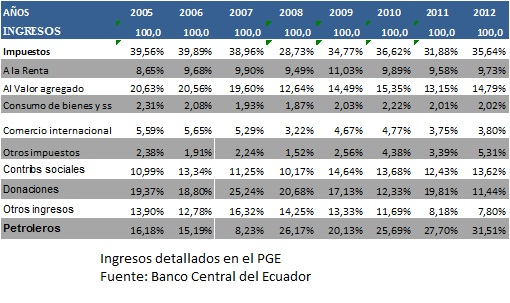 AÑOS 2005 2006 2007 2008 2009 2010 2011 2012
INGRESOS 100,0 100,0 100,0 100,0 100,0 100,0 100,0 100,0
Impuestos 39,56% 39,89% 38,96% 28,73% 34,77% 36,62% 31,88% 35,64%
A la Renta 8,65% 9,68% 9,90% 9,49% 11,03% 9,89% 9,58% 9,73%
Al Valor agregado 20,63% 20,56% 19,60% 12,64% 14,49% 15,35% 13,15% 14,79%
Consumo de bienes y ss 2,31% 2,08% 1,93% 1,87% 2,03% 2,22% 2,01% 2,02%
Comercio internacional 5,59% 5,65% 5,29% 3,22% 4,67% 4,77% 3,75% 3,80%
Otros impuestos 2,38% 1,91% 2,24% 1,52% 2,56% 4,38% 3,39% 5,31%
Contribs sociales 10,99% 13,34% 11,25% 10,17% 14,64% 13,68% 12,43% 13,62%
Donaciones 19,37% 18,80% 25,24% 20,68% 17,13% 12,33% 19,81% 11,44%
Otros ingresos 13,90% 12,78% 16,32% 14,25% 13,33% 11,69% 8,18% 7,80%
Petroleros 16,18% 15,19% 8,23% 26,17% 20,13% 25,69% 27,70% 31,51%
Ingresos detallados en el PGE
Fuente: Banco Central del Ecuador